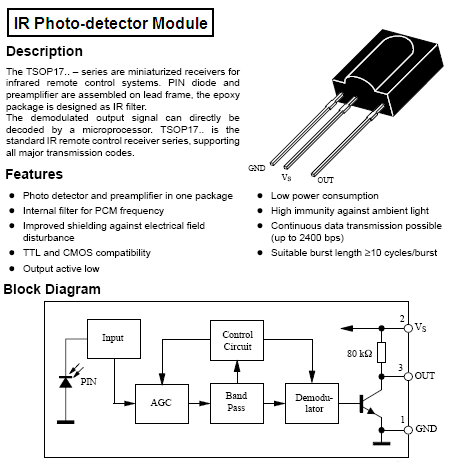 IR Photo-detector Module
Description
The TSOP17.. – series are miniaturized receivers for
infrared remote control systems. PIN diode and
preamplifier are assembled on lead frame, the epoxy
package is designed as IR filter.
The demodulated output signal can directly be
decoded by a microprocessor. TSOP17.. is the
standard IR remote control receiver series, supporting
all major transmission codes.
GND
VS
OUT
Features
● Photo detector and preamplifier in one package
● Internal filter for PCM frequency
● Improved shielding against electrical field
disturbance
● TTL and CMOS compatibility
● Output active low
● Low power consumption
● High immunity against ambient light
● Continuous data transmission possible
(up to 2400 bps)
● Suitable burst length ≥10 cycles/burst
Block Diagram
Input
PIN
AGC
Control
Circuit
Band
Pass
Demodu-
lator
80 kΩ
2
VS
3
OUT
1
GND